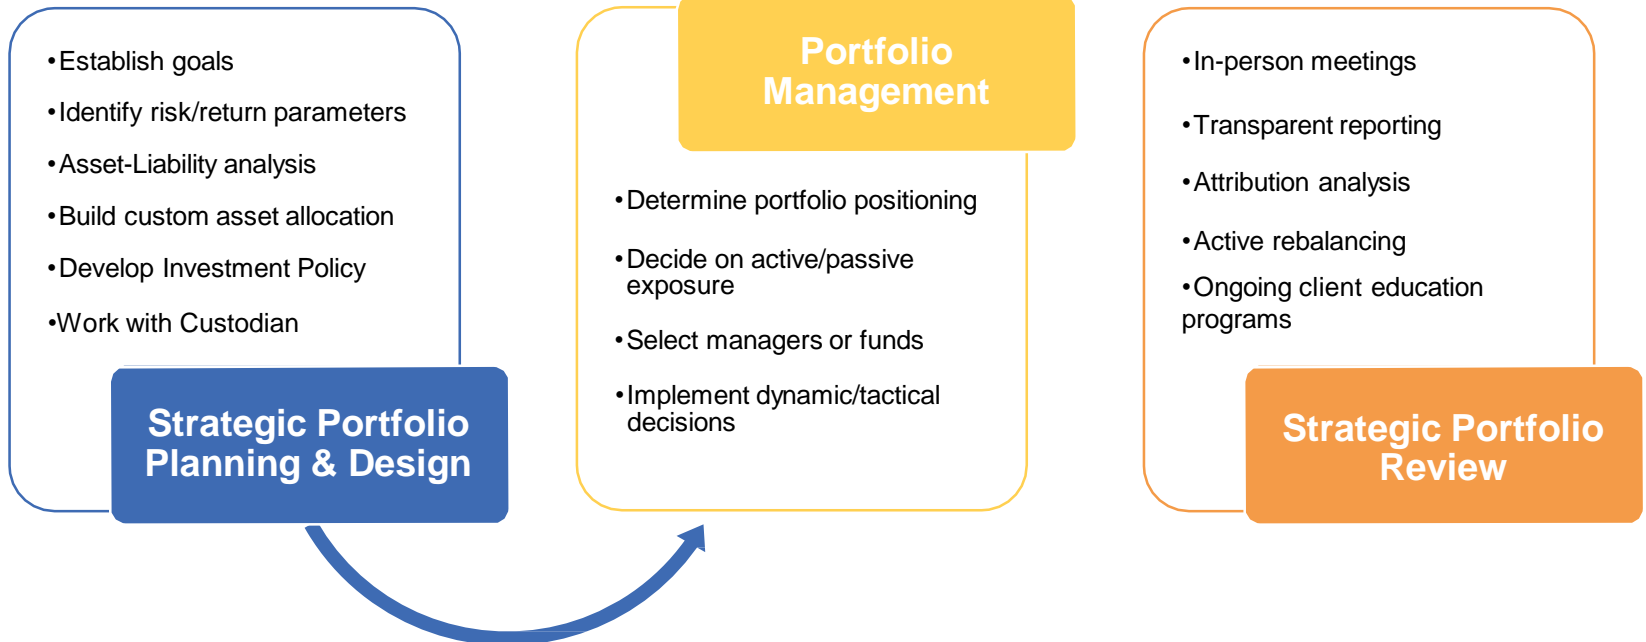 •Establish goals
•Identify risk/return parameters
•Asset-Liability analysis
•Build custom asset allocation
•Develop Investment Policy
•Work with Custodian
Strategic Portfolio
Planning & Design
Portfolio
Management
•Determine portfolio positioning
•Decide on active/passive
exposure
•Select managers or funds
•Implement dynamic/tactical
decisions
•In-person meetings
•Transparent reporting
•Attribution analysis
•Active rebalancing
•Ongoing client education
programs
Strategic Portfolio
Review